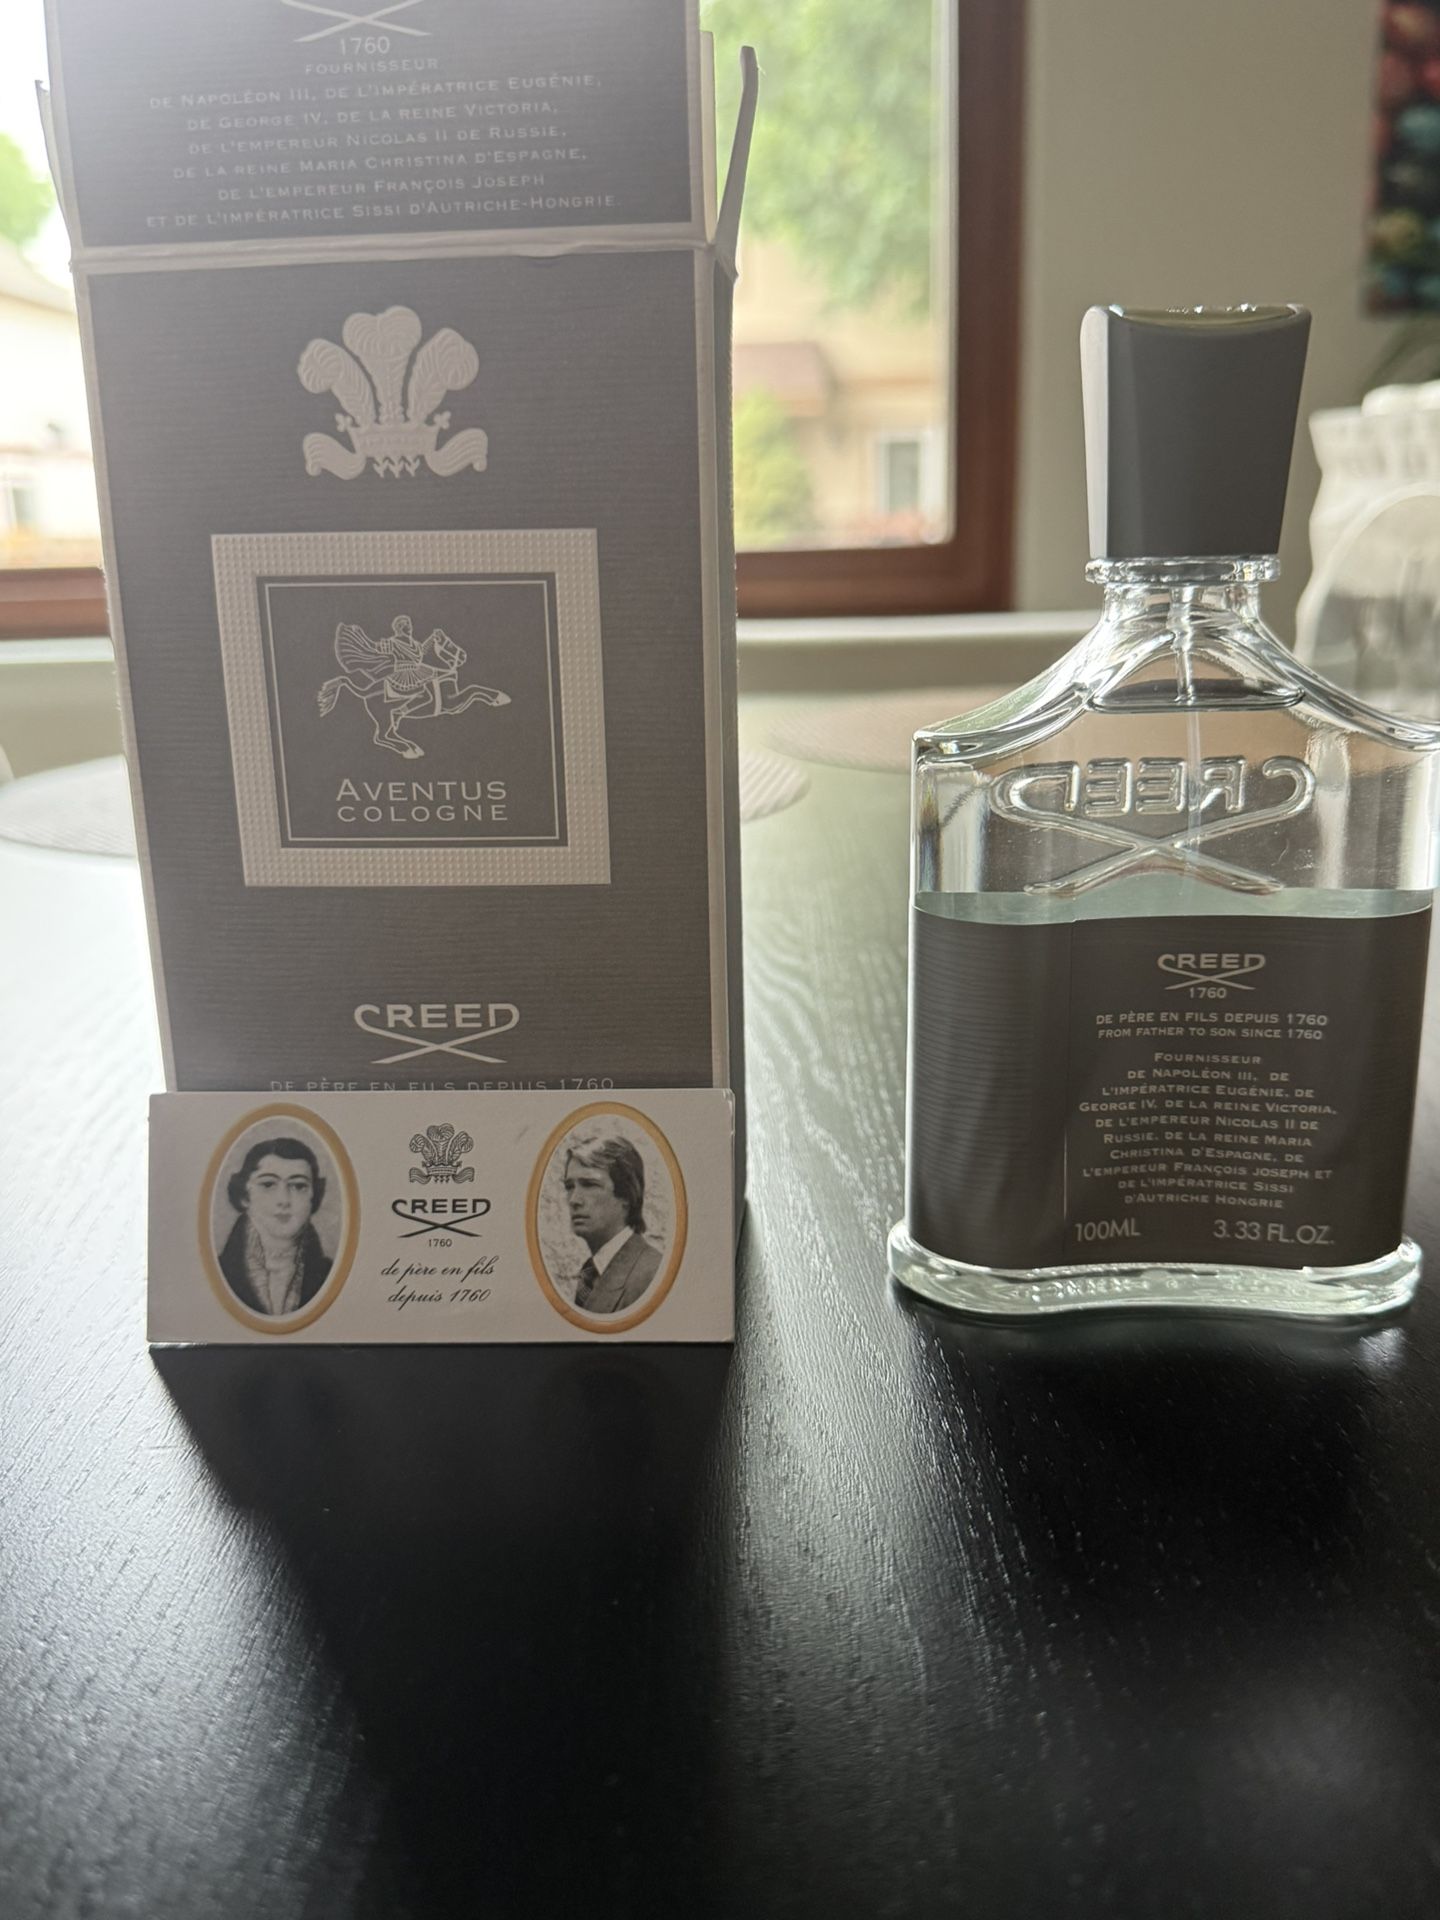 1760
FOURNISSEUR
DE NAPOLÉON III, DE L'IMPÉRATRICE EUGÉNIE,
DE GEORGE IV, DE LA REINE VICTORIA,
DE L'EMPEREUR NICOLAS II DE RUSSIE,
DE LA REINE MARIA CHRISTINA D'ESPAGNE,
DE L'EMPEREUR FRANÇOIS JOSEPH
ET DE L'IMPÉRATRICE SISSI D'AUTRICHE-HONGRIE.
AVENTUS
COLOGNE
CREED
DE PÈRE EN FILS DEPUIS 1760
CREED
1760
de père en fils
depuis 1760
CREED
CREED
1760
DE PÈRE EN FILS DEPUIS 1760
FROM FATHER TO SON SINCE 1760
FOURNISSEUR
DE NAPOLÉON III, DE
L'IMPÉRATRICE EUGÉNIE, DE
GEORGE IV, DE LA REINE VICTORIA,
DE L'EMPEREUR NICOLAS II DE
RUSSIE, DE LA REINE MARIA
CHRISTINA D'ESPAGNE, DE
L'EMPEREUR FRANÇOIS JOSEPH ET
DE L'IMPÉRATRICE SISSI
D'AUTRICHE HONGRIE
100ML 3.33 FL.OZ.